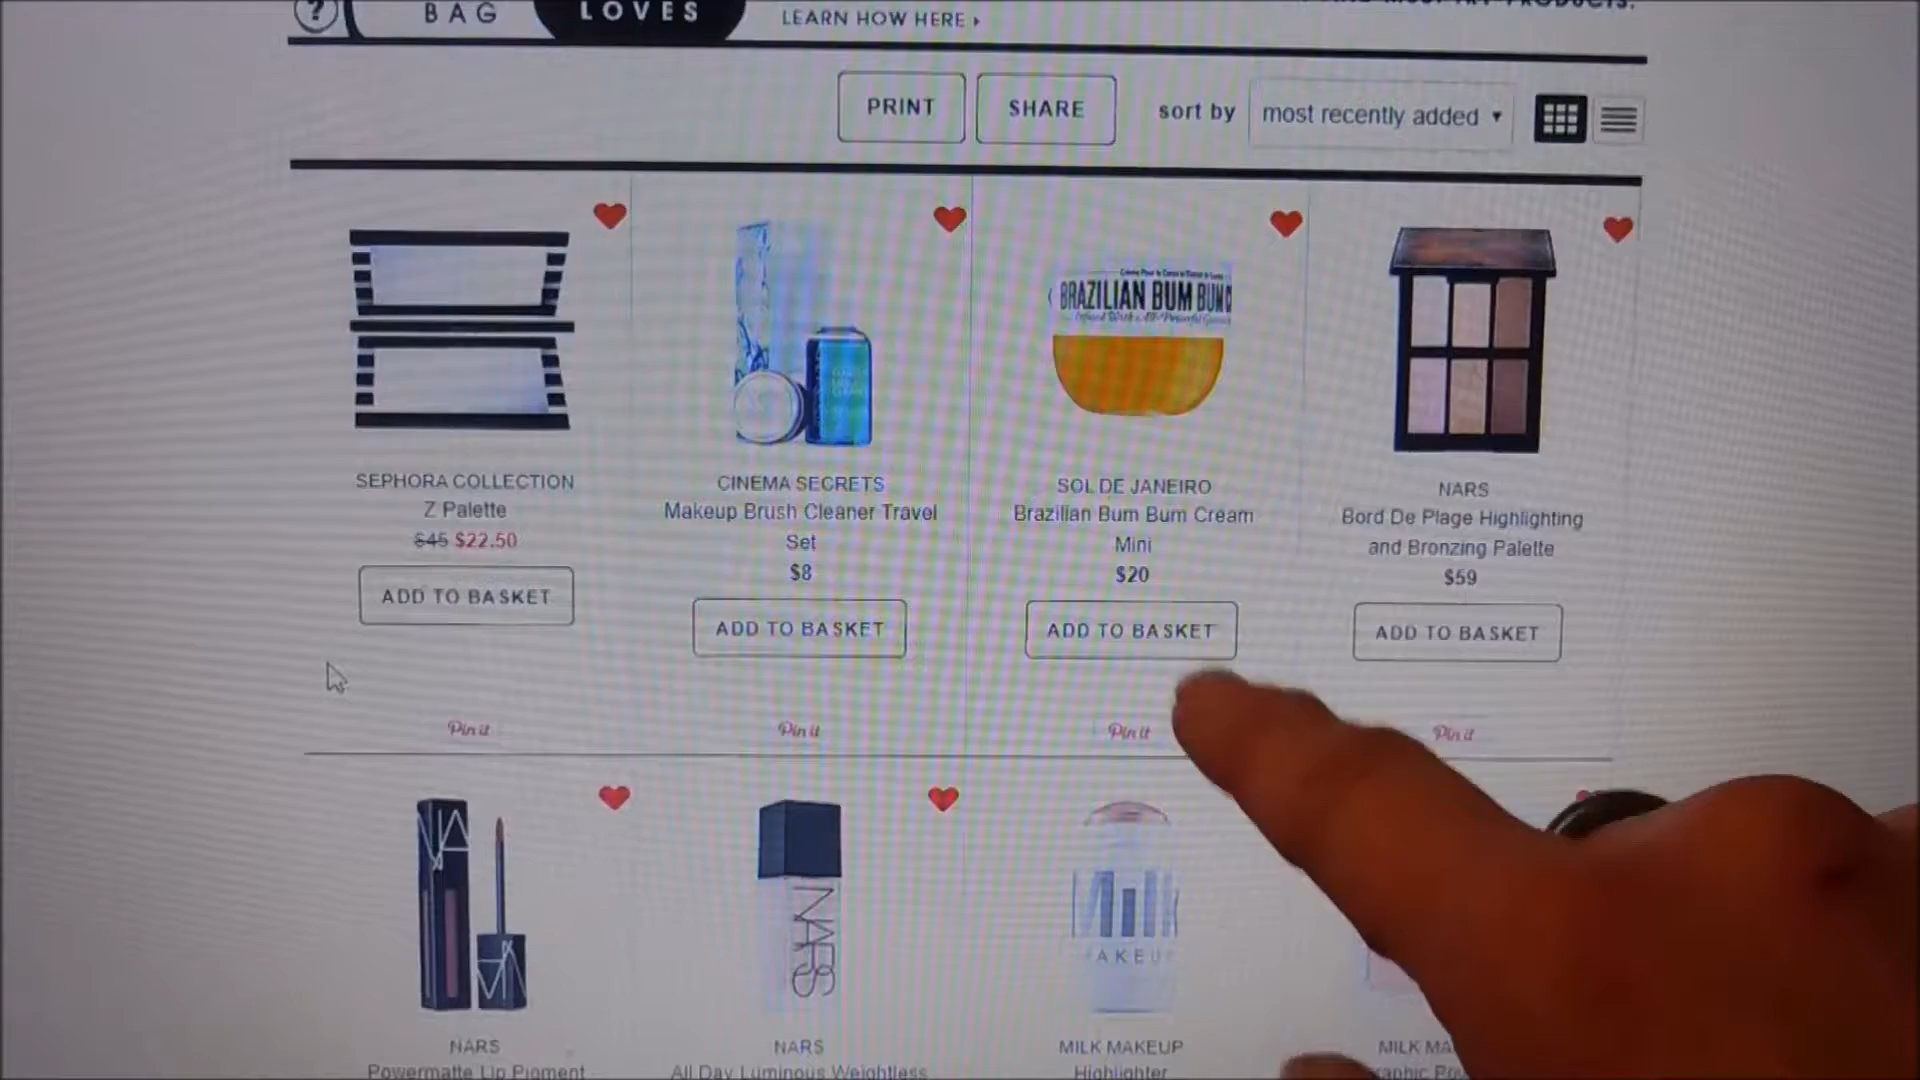 ?
BAG
LOVES
LEARN HOW HERE ▸
PRINT
SHARE
sort by
most recently added ▾
BRAZILIAN BUM BUM
SEPHORA COLLECTION
Z Palette
$45 $22.50
ADD TO BASKET
Pin it
CINEMA SECRETS
Makeup Brush Cleaner Travel
Set
$8
ADD TO BASKET
Pin it
SOL DE JANEIRO
Brazilian Bum Bum Cream
Mini
$20
ADD TO BASKET
Pin it
NARS
Bord De Plage Highlighting
and Bronzing Palette
$59
ADD TO BASKET
Pin it
NARS
NARS
Powermatte Lip Pigment
NARS
All Day Luminous Weightless
MILK MAKEUP
Highlighter
MILK